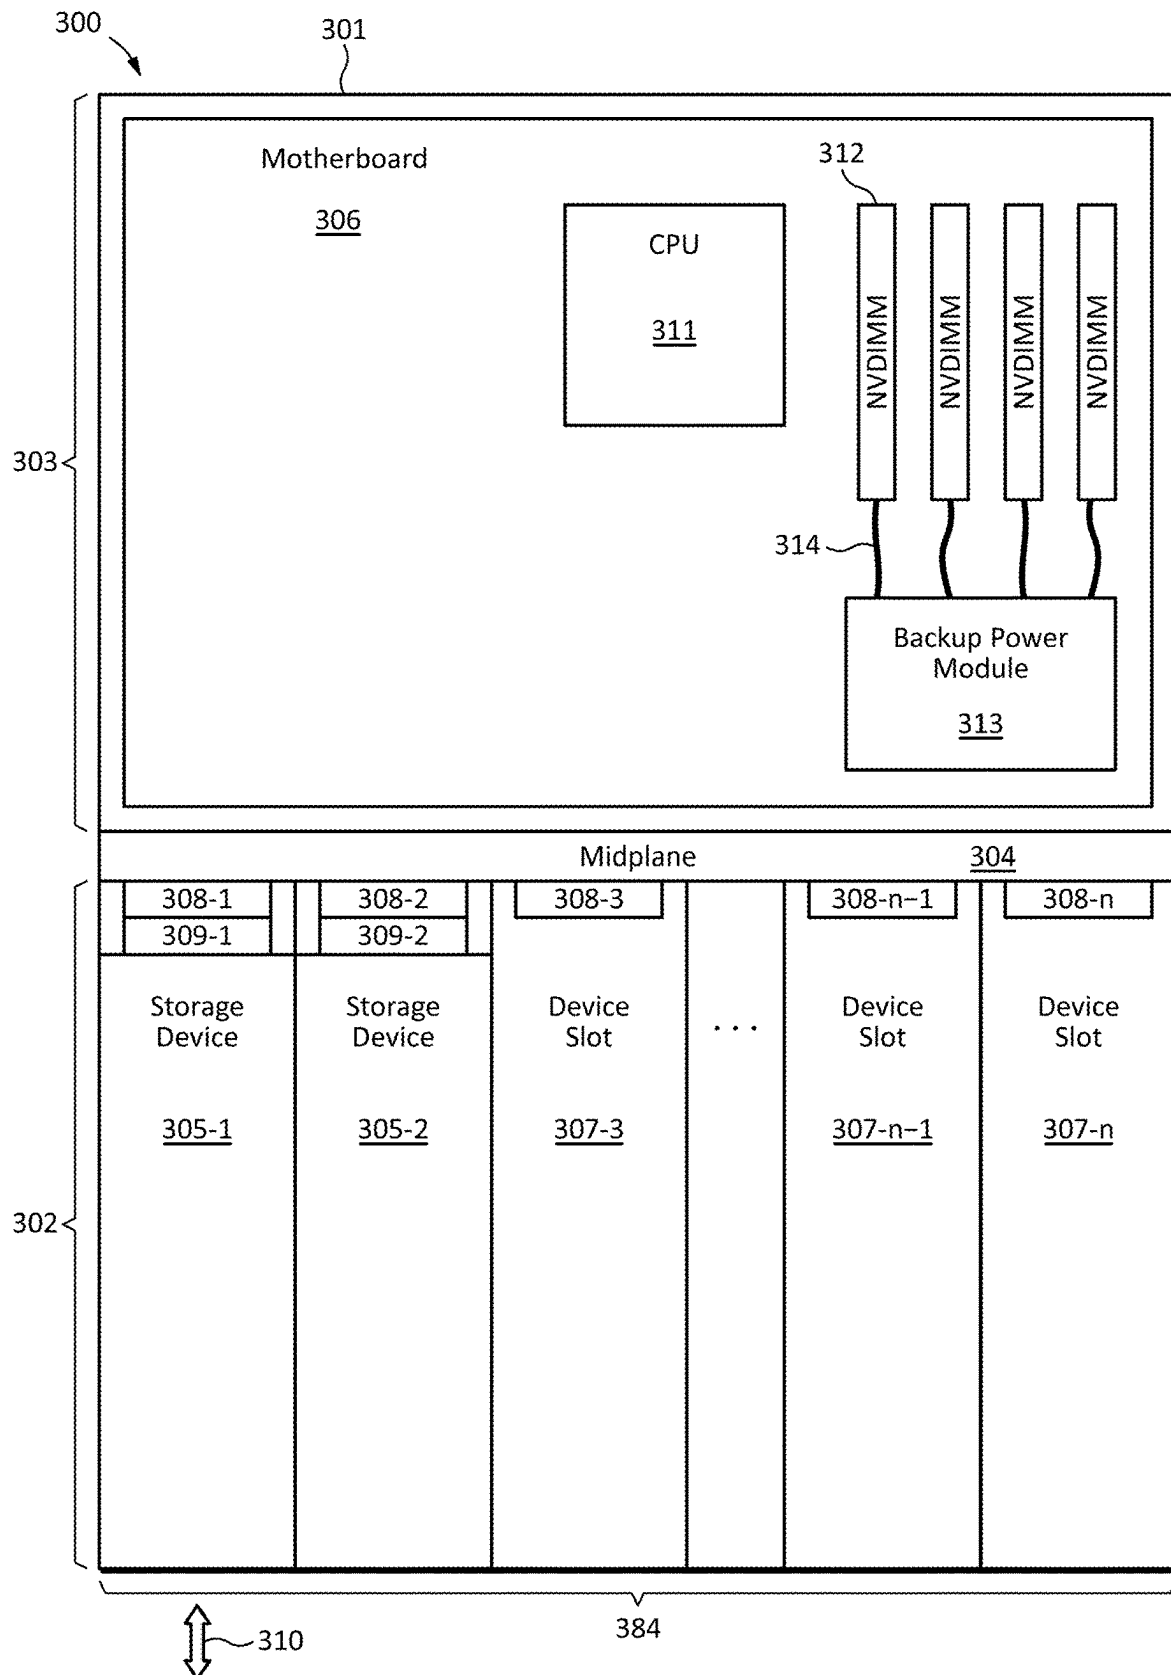 300
301
Motherboard
306
312
CPU
311
NVDIMM
NVDIMM
NVDIMM
NVDIMM
303
314
Backup Power
Module
313
Midplane
304
308-1
308-2
308-3
308-n−1
308-n
309-1
309-2
Storage
Device
Storage
Device
Device
Slot
. . .
Device
Slot
Device
Slot
305-1
305-2
307-3
307-n−1
307-n
302
384
310